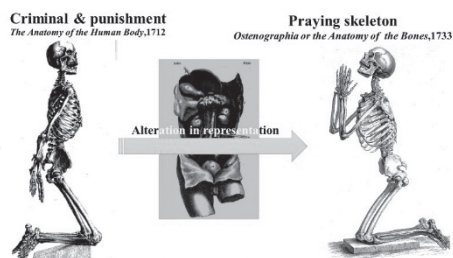 Criminal & punishment
The Anatomy of the Human Body,1712
Praying skeleton
Ostenographia or the Anatomy of the Bones,1733
Alteration in representation